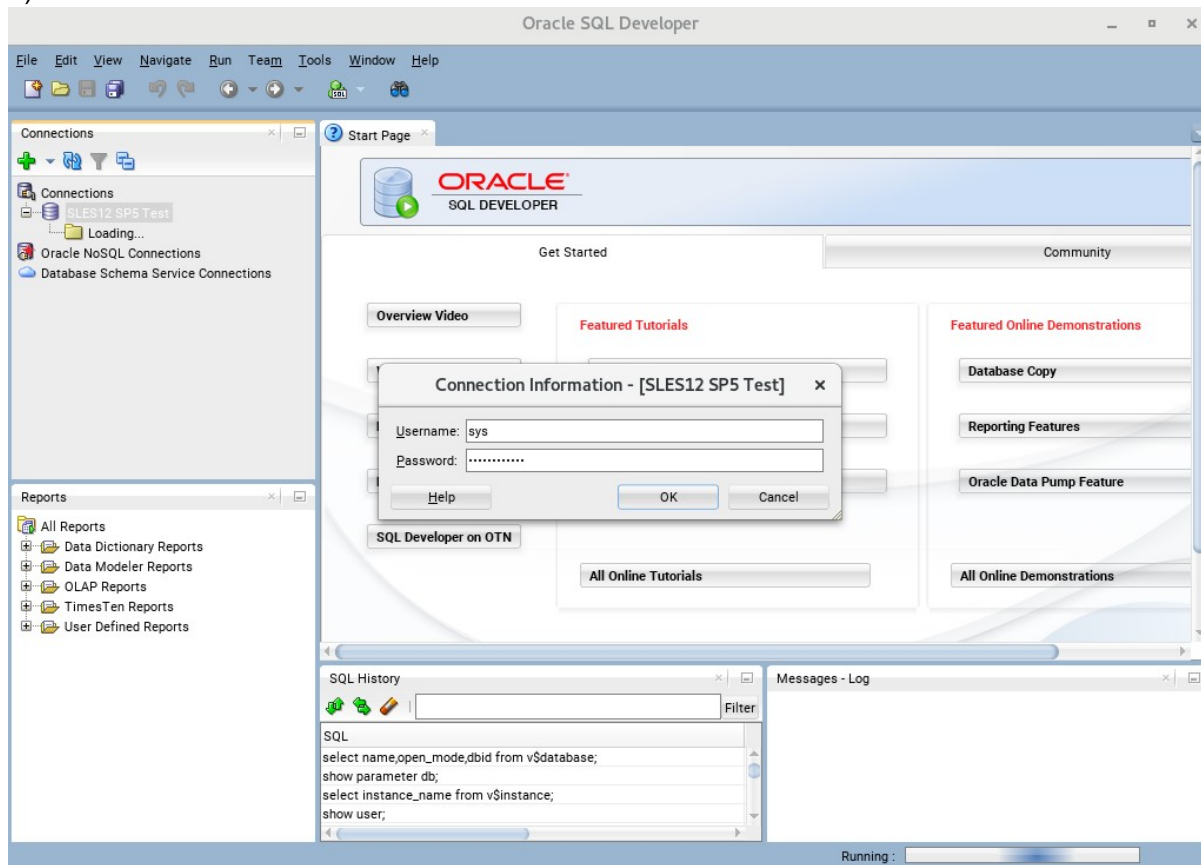 Oracle SQL Developer
File Edit View Navigate Run Team Tools Window Help
SQL
Connections
Connections
SLES12 SP5 Test
Loading...
Oracle NoSQL Connections
Database Schema Service Connections
Reports
All Reports
Data Dictionary Reports
Data Modeler Reports
OLAP Reports
TimesTen Reports
User Defined Reports
Start Page
ORACLE
SQL DEVELOPER
Get Started
Community
Overview Video
Featured Tutorials
Featured Online Demonstrations
Database Copy
Reporting Features
Oracle Data Pump Feature
SQL Developer on OTN
All Online Tutorials
All Online Demonstrations
Connection Information - [SLES12 SP5 Test]
Username: sys
Password: ············
Help OK Cancel
SQL History
Filter
SQL
select name,open_mode,dbid from v$database;
show parameter db;
select instance_name from v$instance;
show user;
Messages - Log
Running :